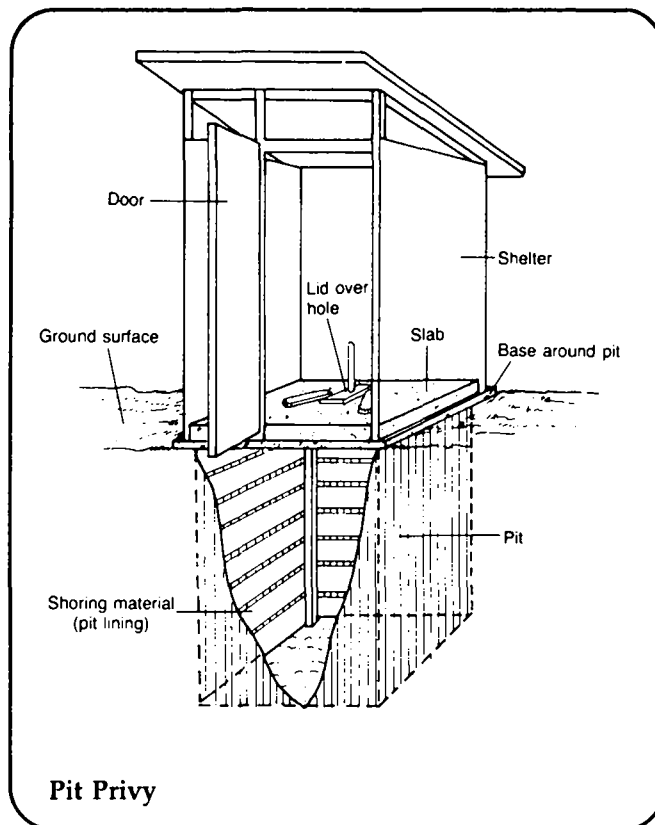 Door
Shelter
Lid over
hole
Ground surface
Slab
Base around pit
Pit
Shoring material
(pit lining)
Pit Privy